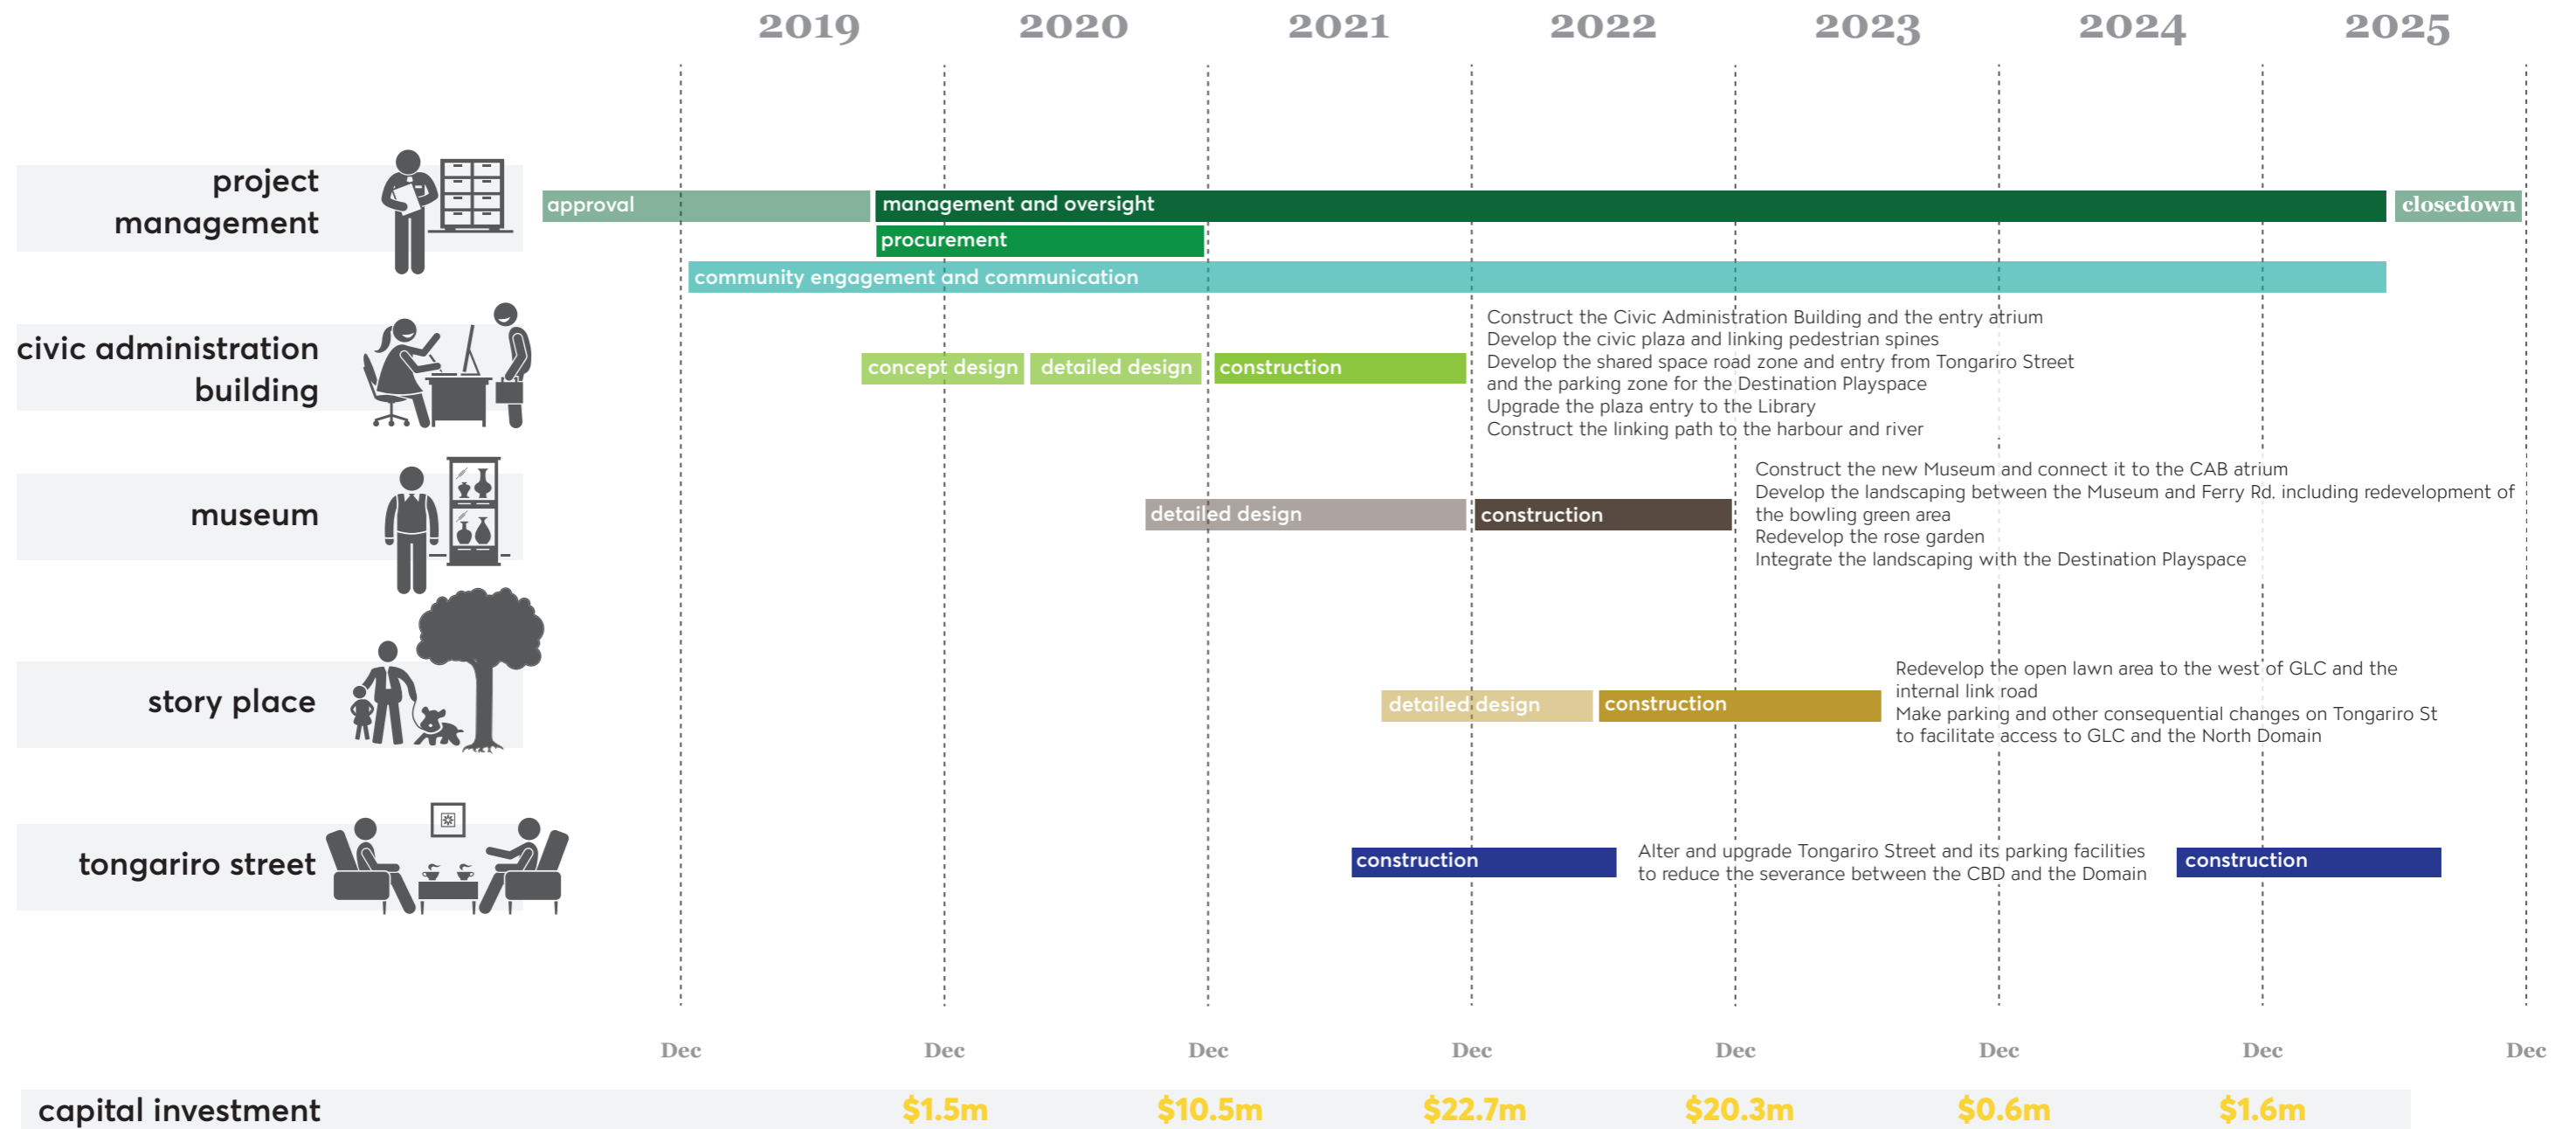 2019 2020 2021 2022 2023 2024 2025
project
management
approval
management and oversight
closedown
procurement
community engagement and communication
civic administration
building
concept design
detailed design
construction
Construct the Civic Administration Building and the entry atrium
Develop the civic plaza and linking pedestrian spines
Develop the shared space road zone and entry from Tongariro Street
and the parking zone for the Destination Playspace
Upgrade the plaza entry to the Library
Construct the linking path to the harbour and river
museum
detailed design
construction
Construct the new Museum and connect it to the CAB atrium
Develop the landscaping between the Museum and Ferry Rd. including redevelopment of
the bowling green area
Redevelop the rose garden
Integrate the landscaping with the Destination Playspace
story place
detailed design
construction
Redevelop the open lawn area to the west of GLC and the
internal link road
Make parking and other consequential changes on Tongariro St
to facilitate access to GLC and the North Domain
tongariro street
construction
Alter and upgrade Tongariro Street and its parking facilities
to reduce the severance between the CBD and the Domain
construction
Dec Dec Dec Dec Dec Dec Dec Dec
capital investment $1.5m $10.5m $22.7m $20.3m $0.6m $1.6m